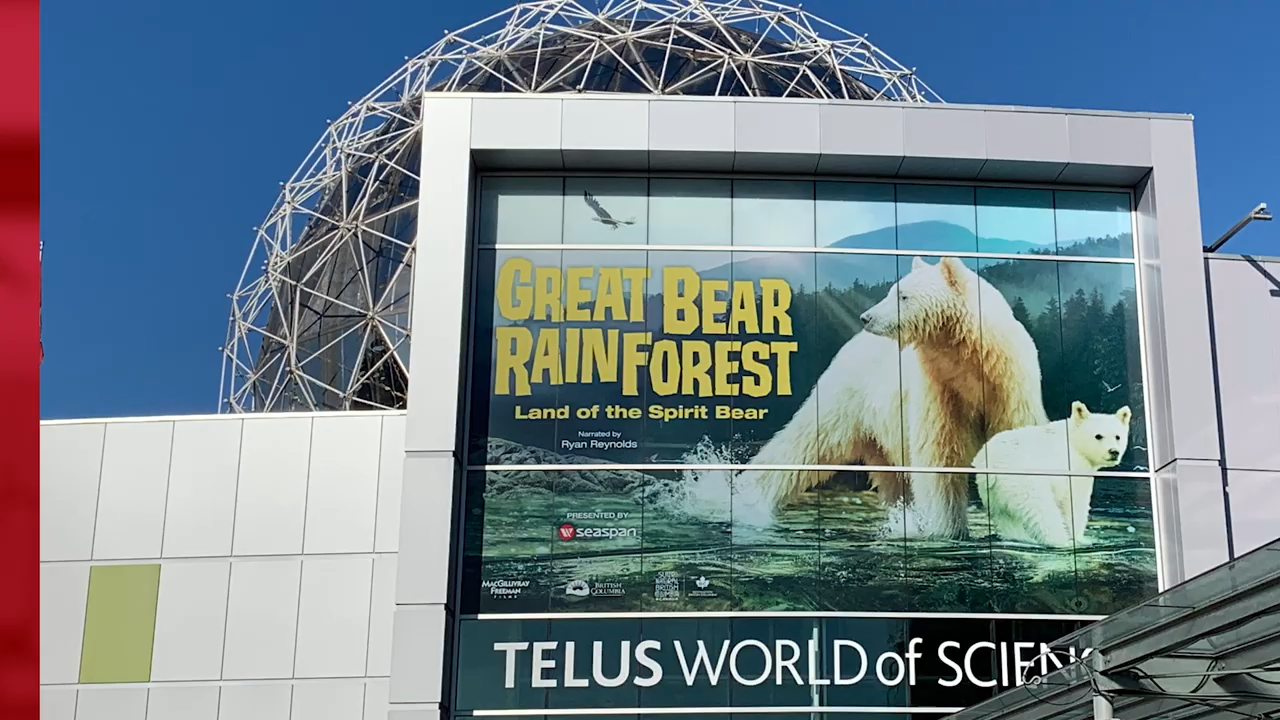 GREAT BEAR
RAINFOREST
Land of the Spirit Bear
Narrated by
Ryan Reynolds
PRESENTED BY
seaspan
MACGILLIVRAY
FREEMAN
FILMS
BRITISH
COLUMBIA
TELUS WORLD of SCIEN